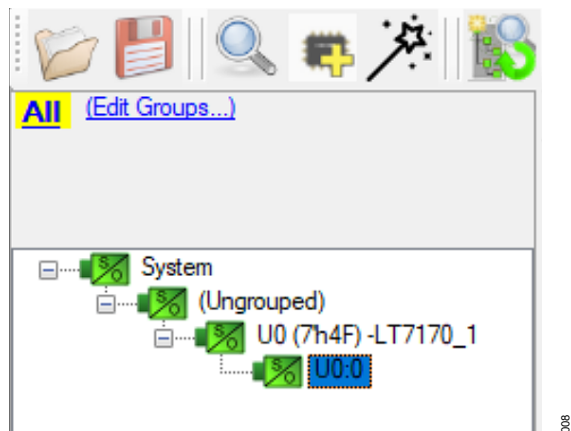 All (Edit Groups...)
System
(Ungrouped)
U0 (7'h4F) -LT7170_1
U0:0
008